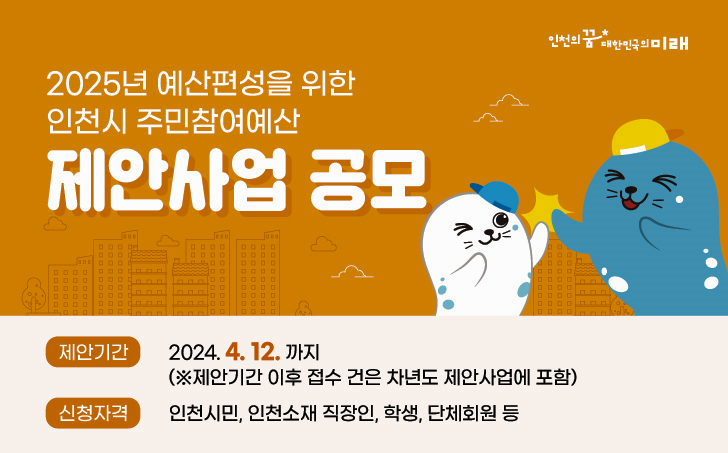 인천의 꿈 대한민국의 미래
2025년 예산편성을 위한
인천시 주민참여예산
제안사업 공모
제안기간
2024. 4. 12. 까지
(※제안기간 이후 접수 건은 차년도 제안사업에 포함)
신청자격
인천시민, 인천소재 직장인, 학생, 단체회원 등